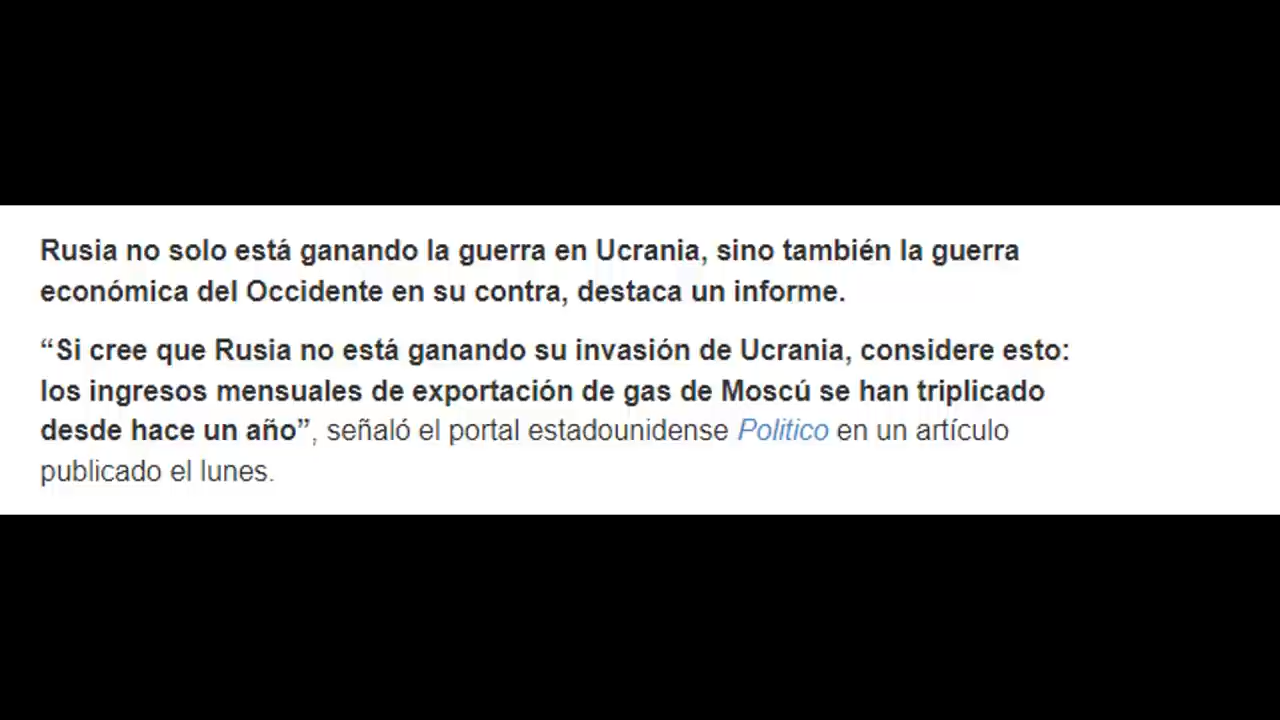 Rusia no solo está ganando la guerra en Ucrania, sino también la guerra
económica del Occidente en su contra, destaca un informe.
“Si cree que Rusia no está ganando su invasión de Ucrania, considere esto:
los ingresos mensuales de exportación de gas de Moscú se han triplicado
desde hace un año”, señaló el portal estadounidense Politico en un artículo
publicado el lunes.